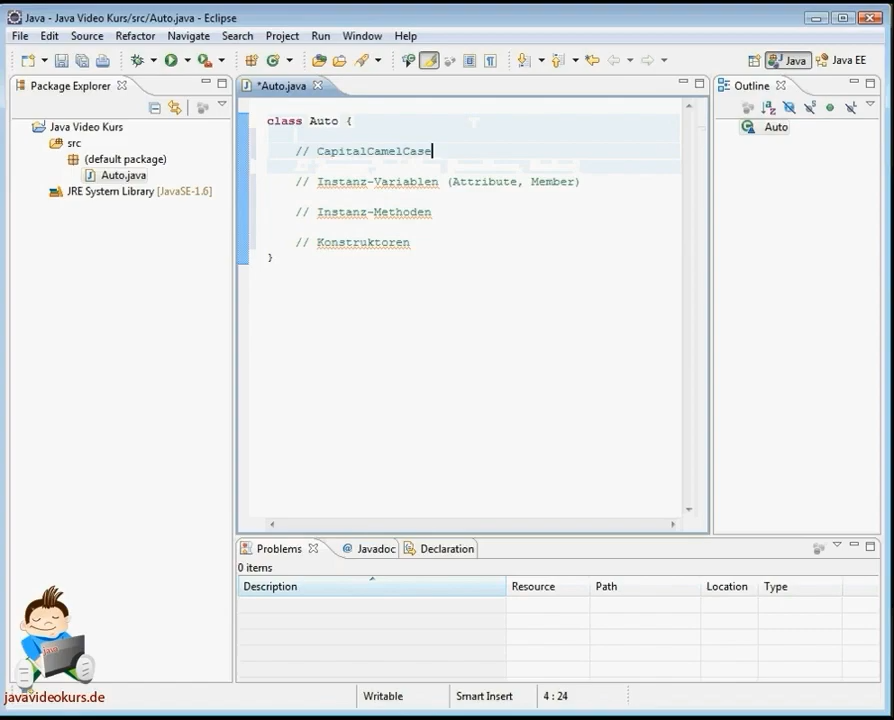 Java - Java Video Kurs/src/Auto.java - Eclipse
File Edit Source Refactor Navigate Search Project Run Window Help
Java Java EE
Package Explorer
*Auto.java
Outline
Java Video Kurs
src
(default package)
Auto.java
JRE System Library [JavaSE-1.6]
class Auto {
// CapitalCamelCase
// Instanz-Variablen (Attribute, Member)
// Instanz-Methoden
// Konstruktoren
}
Auto
Problems Javadoc Declaration
0 items
Description Resource Path Location Type
java
javavideokurs.de
Writable Smart Insert 4 : 24